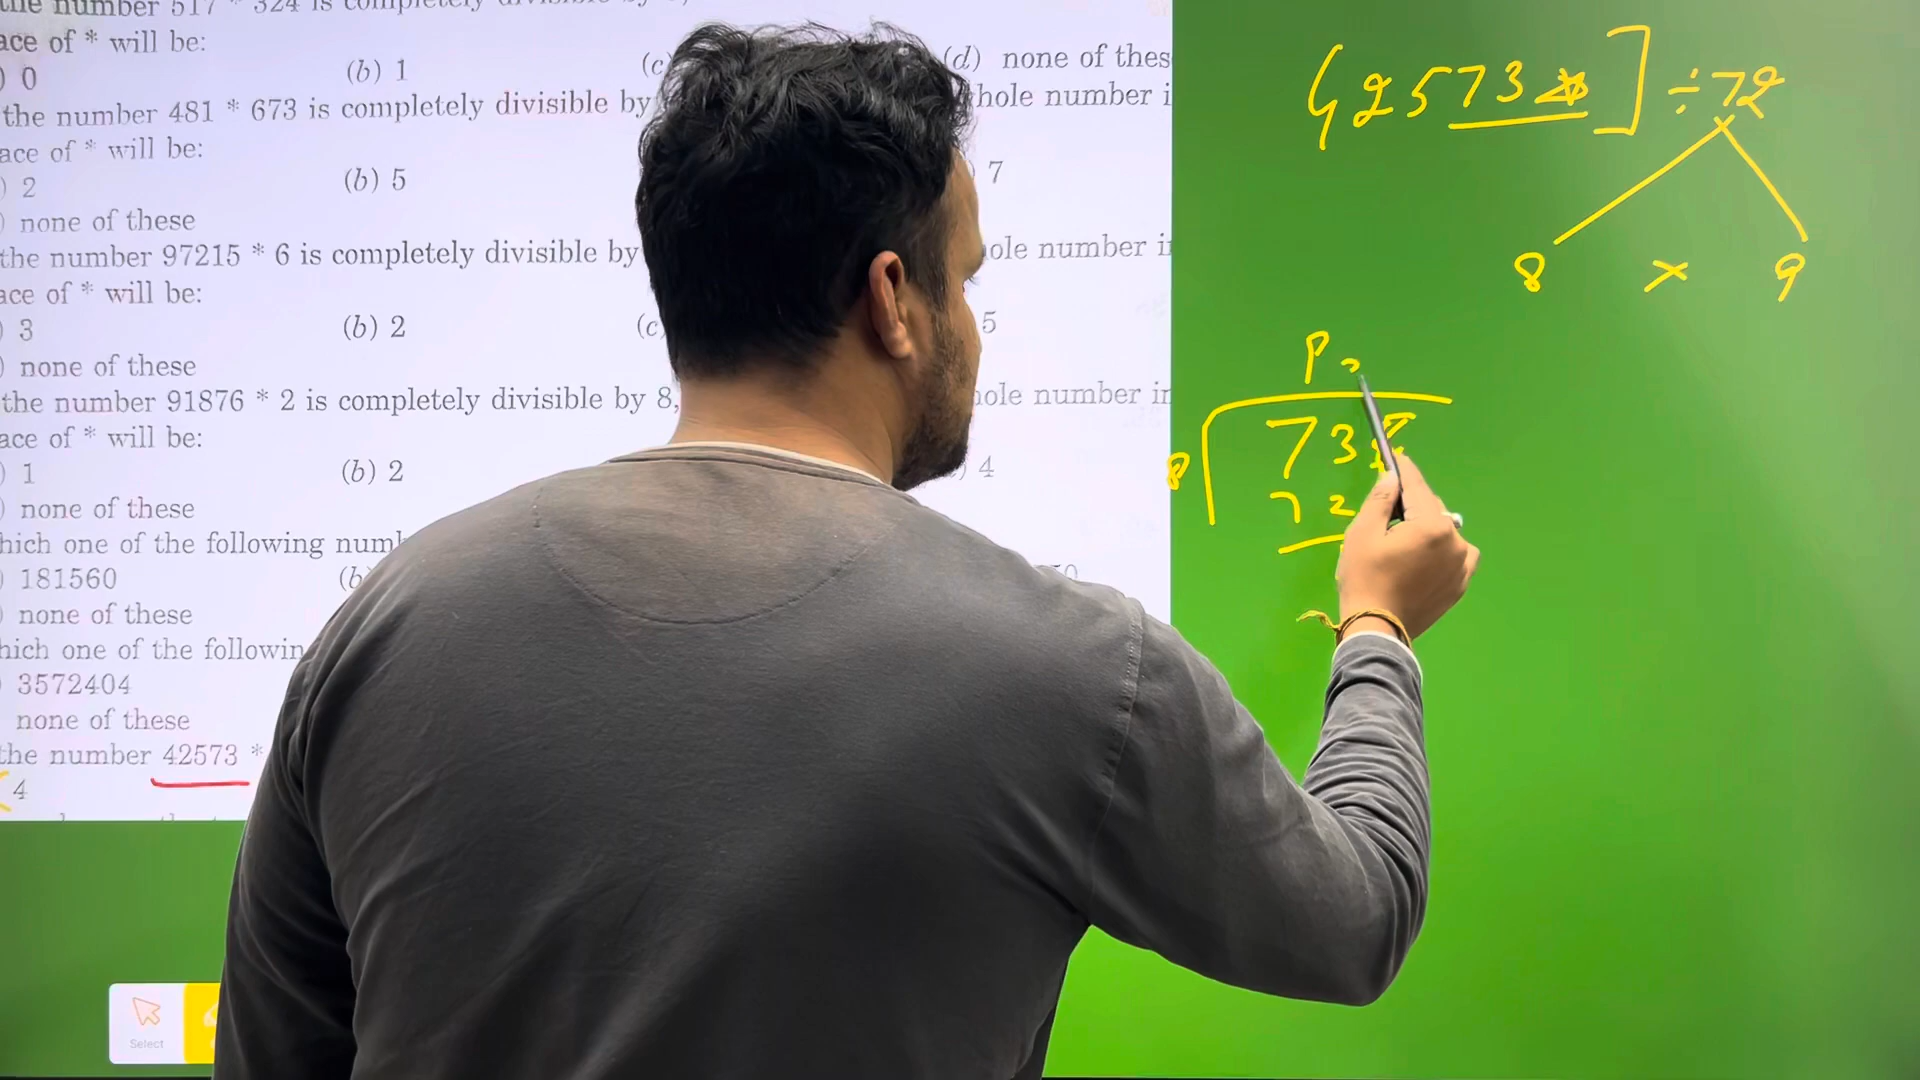 the number 517 * 324 is completely divisible by
ace of * will be:
) 0 (b) 1 (c (d) none of thes
the number 481 * 673 is completely divisible by hole number i
ace of * will be:
) 2 (b) 5 7
) none of these
the number 97215 * 6 is completely divisible by ole number in
ace of * will be:
) 3 (b) 2 (c 5
) none of these
the number 91876 * 2 is completely divisible by 8, hole number in
ace of * will be:
) 1 (b) 2 ) 4
) none of these
hich one of the following num
) 181560 (b
) none of these
hich one of the followin
) 3572404
none of these
the number 42573 *
4
Select
42573* ] ÷ 72
8 × 9
8
73
72